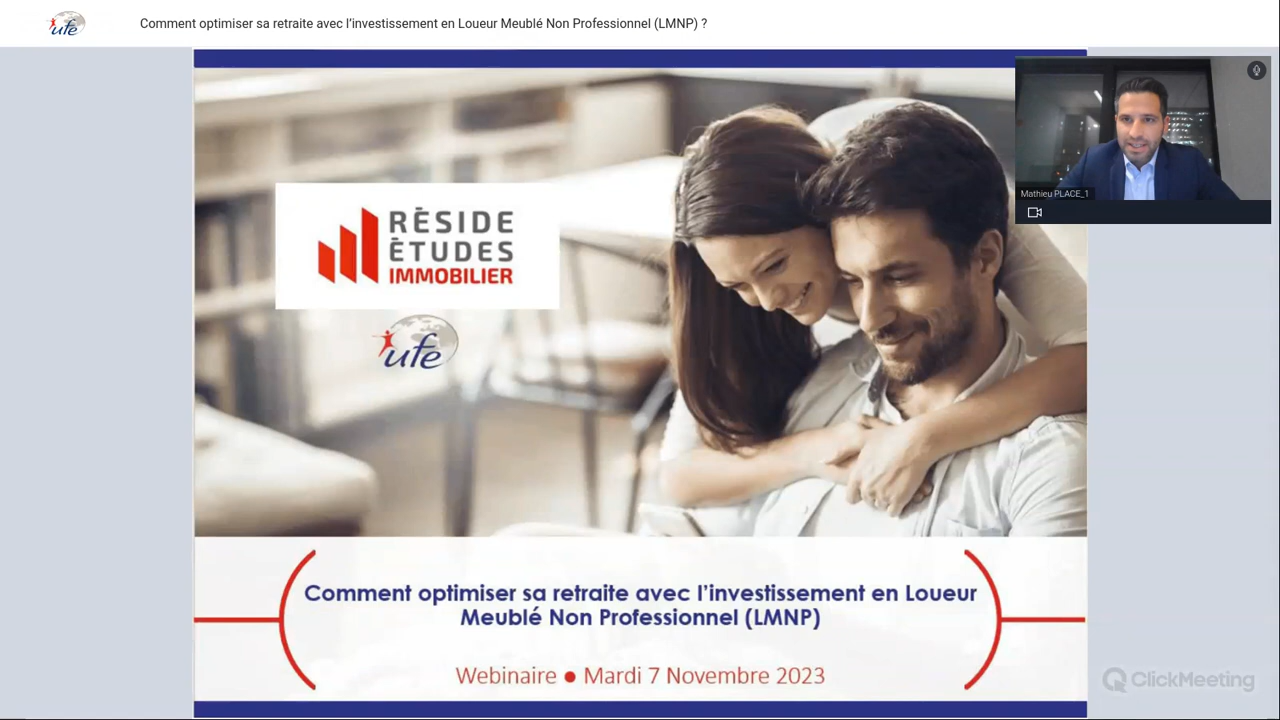 ufe
Comment optimiser sa retraite avec l’investissement en Loueur Meublé Non Professionnel (LMNP) ?
Mathieu PLACE_1
RÉSIDE
ÉTUDES
IMMOBILIER
ufe
Comment optimiser sa retraite avec l’investissement en Loueur
Meublé Non Professionnel (LMNP)
Webinaire ● Mardi 7 Novembre 2023
ClickMeeting